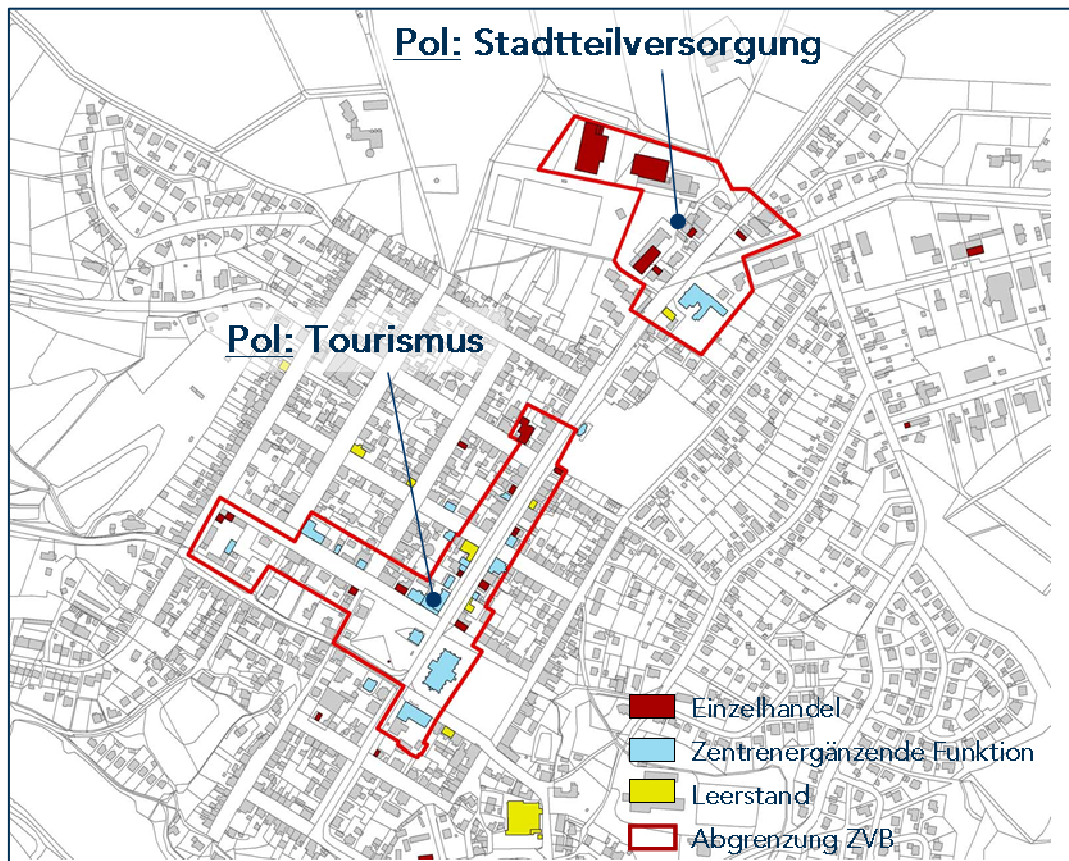 Pol: Stadtteilversorgung
Pol: Tourismus
Einzelhandel
Zentrenergänzende Funktion
Leerstand
Abgrenzung ZVB